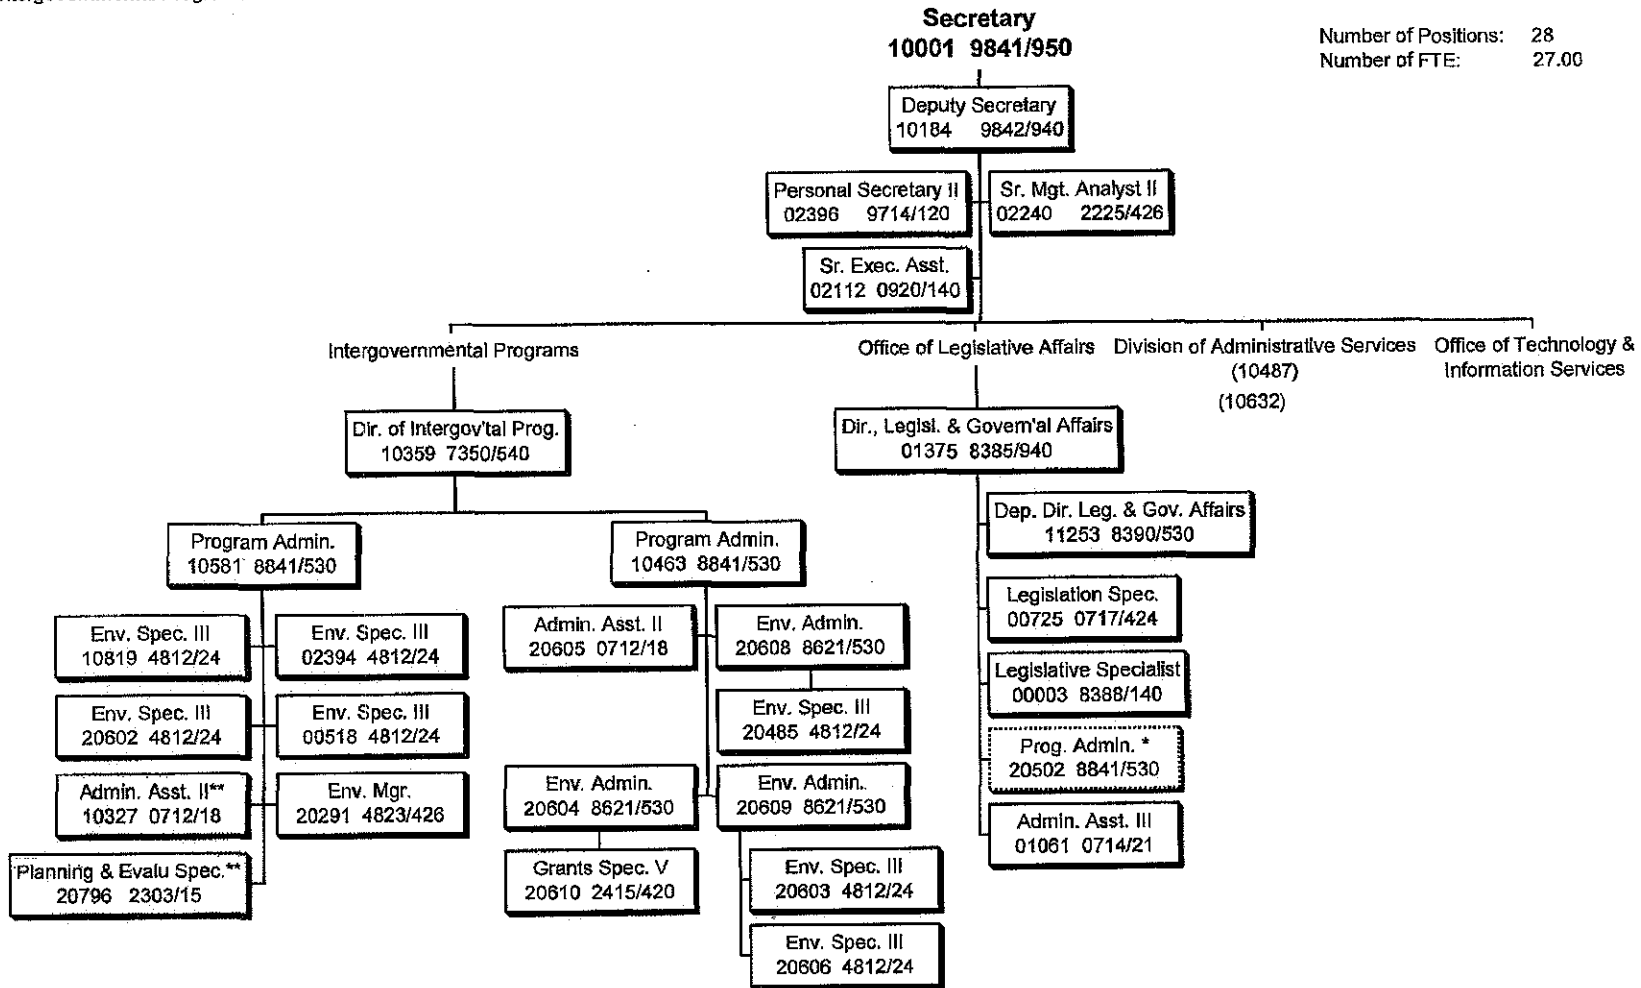 Secretary
10001 9841/950
Number of Positions: 28
Number of FTE: 27.00
Deputy Secretary
10184 9842/940
Personal Secretary II
02396 9714/120
Sr. Mgt. Analyst II
02240 2225/426
Sr. Exec. Asst.
02112 0920/140
Intergovernmental Programs
Office of Legislative Affairs
Division of Administrative Services
(10487)
(10632)
Office of Technology &
Information Services
Dir. of Intergov'tal Prog.
10359 7350/540
Dir., Legisl. & Govern'al Affairs
01375 8385/940
Program Admin.
10581 8841/530
Program Admin.
10463 8841/530
Dep. Dir. Leg. & Gov. Affairs
11253 8390/530
Env. Spec. III
10819 4812/24
Env. Spec. III
02394 4812/24
Admin. Asst. II
20605 0712/18
Env. Admin.
20608 8621/530
Legislation Spec.
00725 0717/424
Env. Spec. III
20602 4812/24
Env. Spec. III
00518 4812/24
Env. Spec. III
20485 4812/24
Legislative Specialist
00003 8388/140
Prog. Admin. *
20502 8841/530
Admin. Asst. II**
10327 0712/18
Env. Mgr.
20291 4823/426
Env. Admin.
20604 8621/530
Env. Admin.
20609 8621/530
Admin. Asst. III
01061 0714/21
Planning & Evalu Spec.**
20796 2303/15
Grants Spec. V
20610 2415/420
Env. Spec. III
20603 4812/24
Env. Spec. III
20606 4812/24